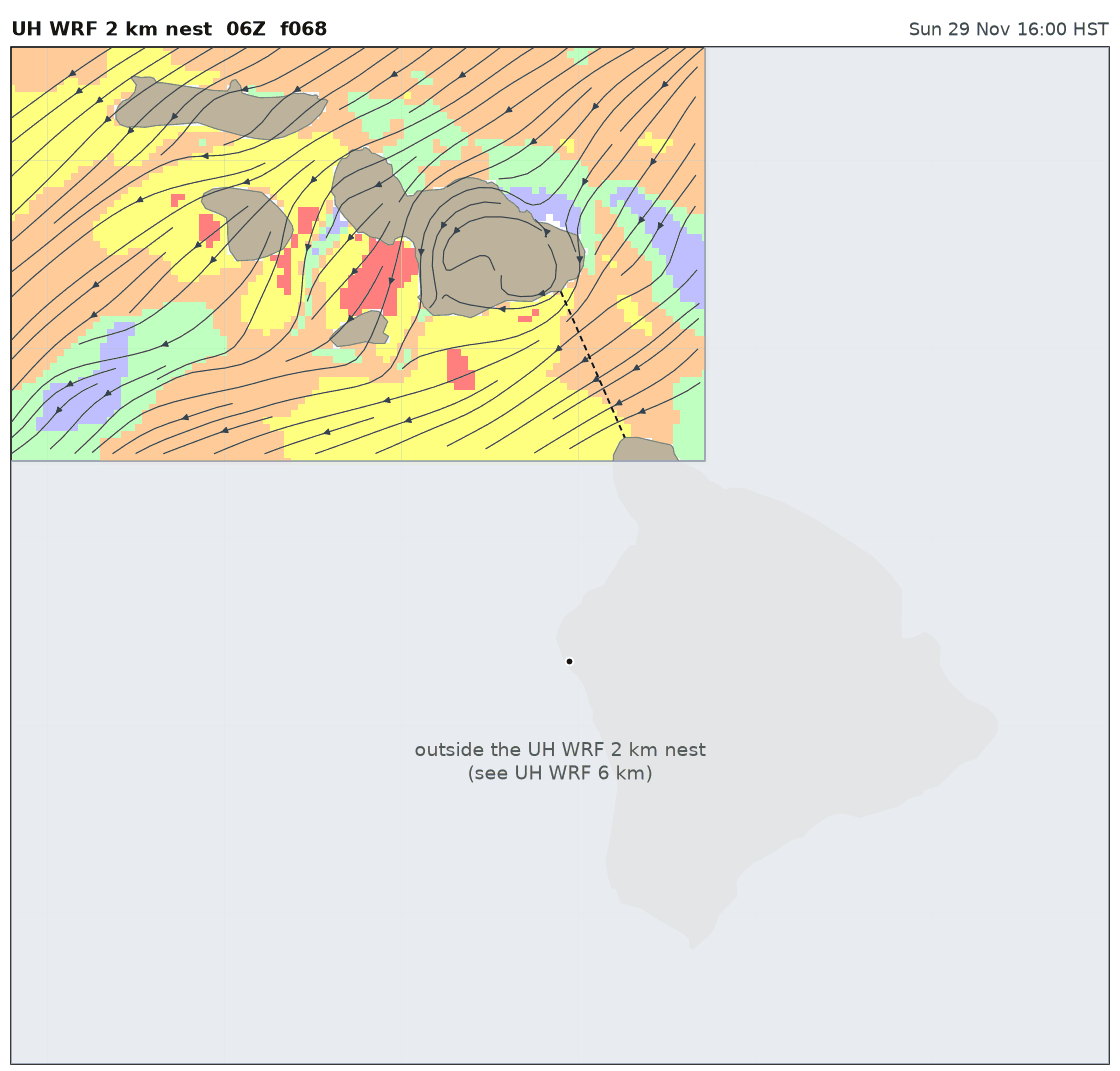 UH WRF 2 km nest  06Z  f068
Sun 29 Nov 16:00 HST
outside the UH WRF 2 km nest
(see UH WRF 6 km)